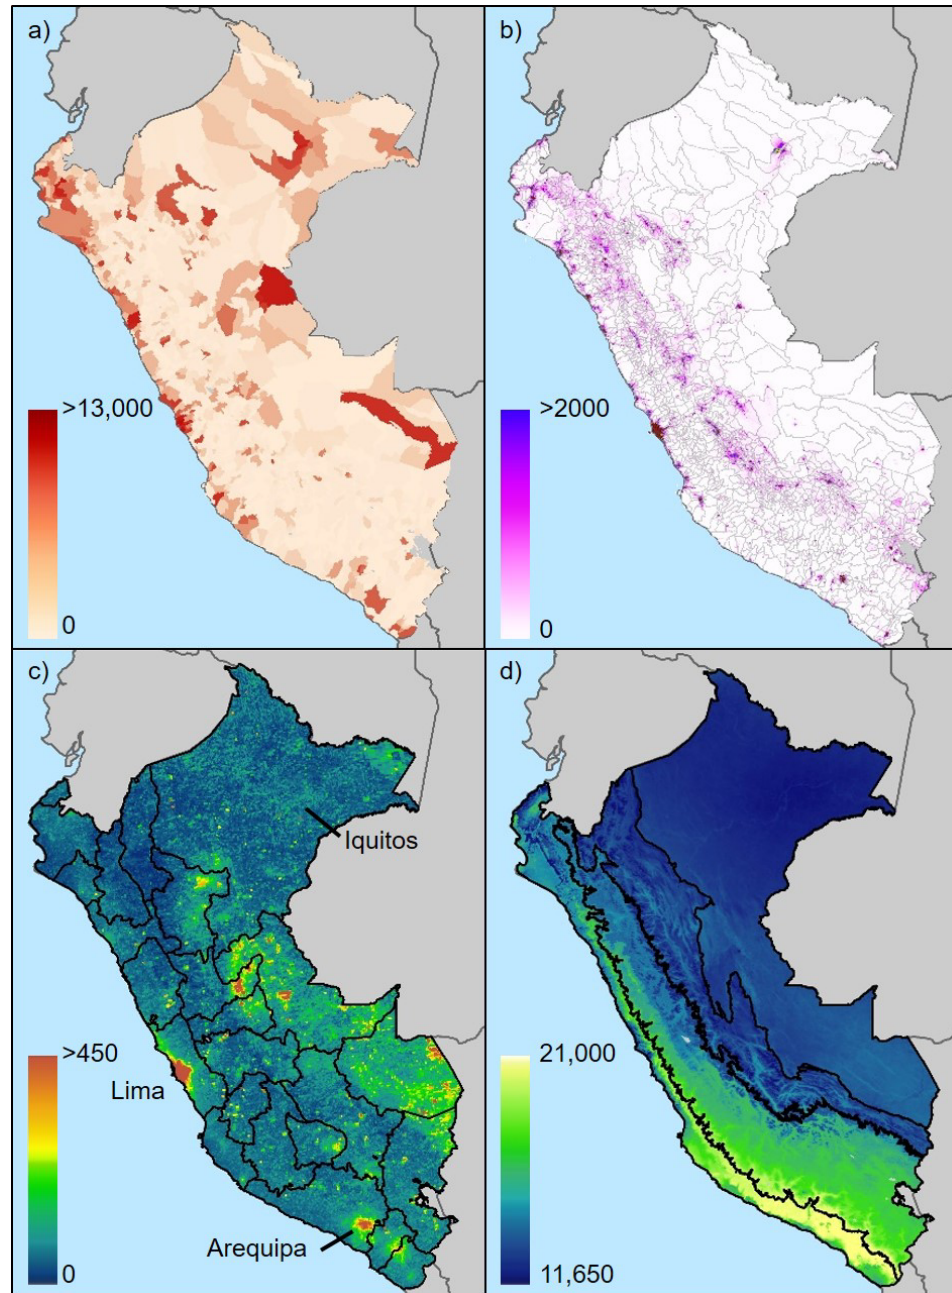 a)
>13,000
0
b)
>2000
0
c)
Iquitos
>450
Lima
Arequipa
0
d)
21,000
11,650